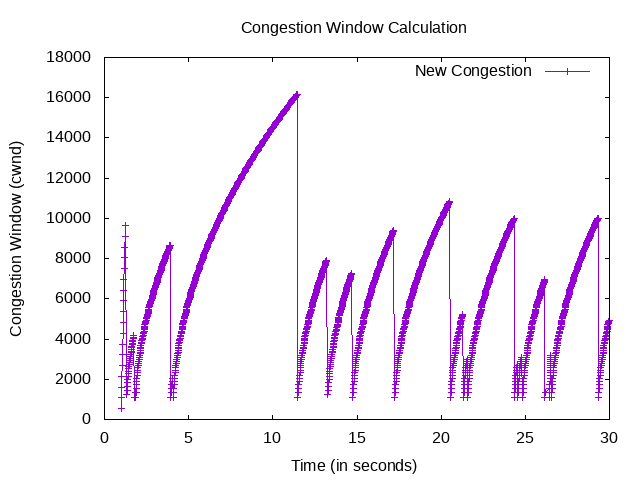 Congestion Window Calculation
New Congestion
18000
16000
14000
12000
10000
8000
6000
4000
2000
0
Congestion Window (cwnd)
0 5 10 15 20 25 30
Time (in seconds)